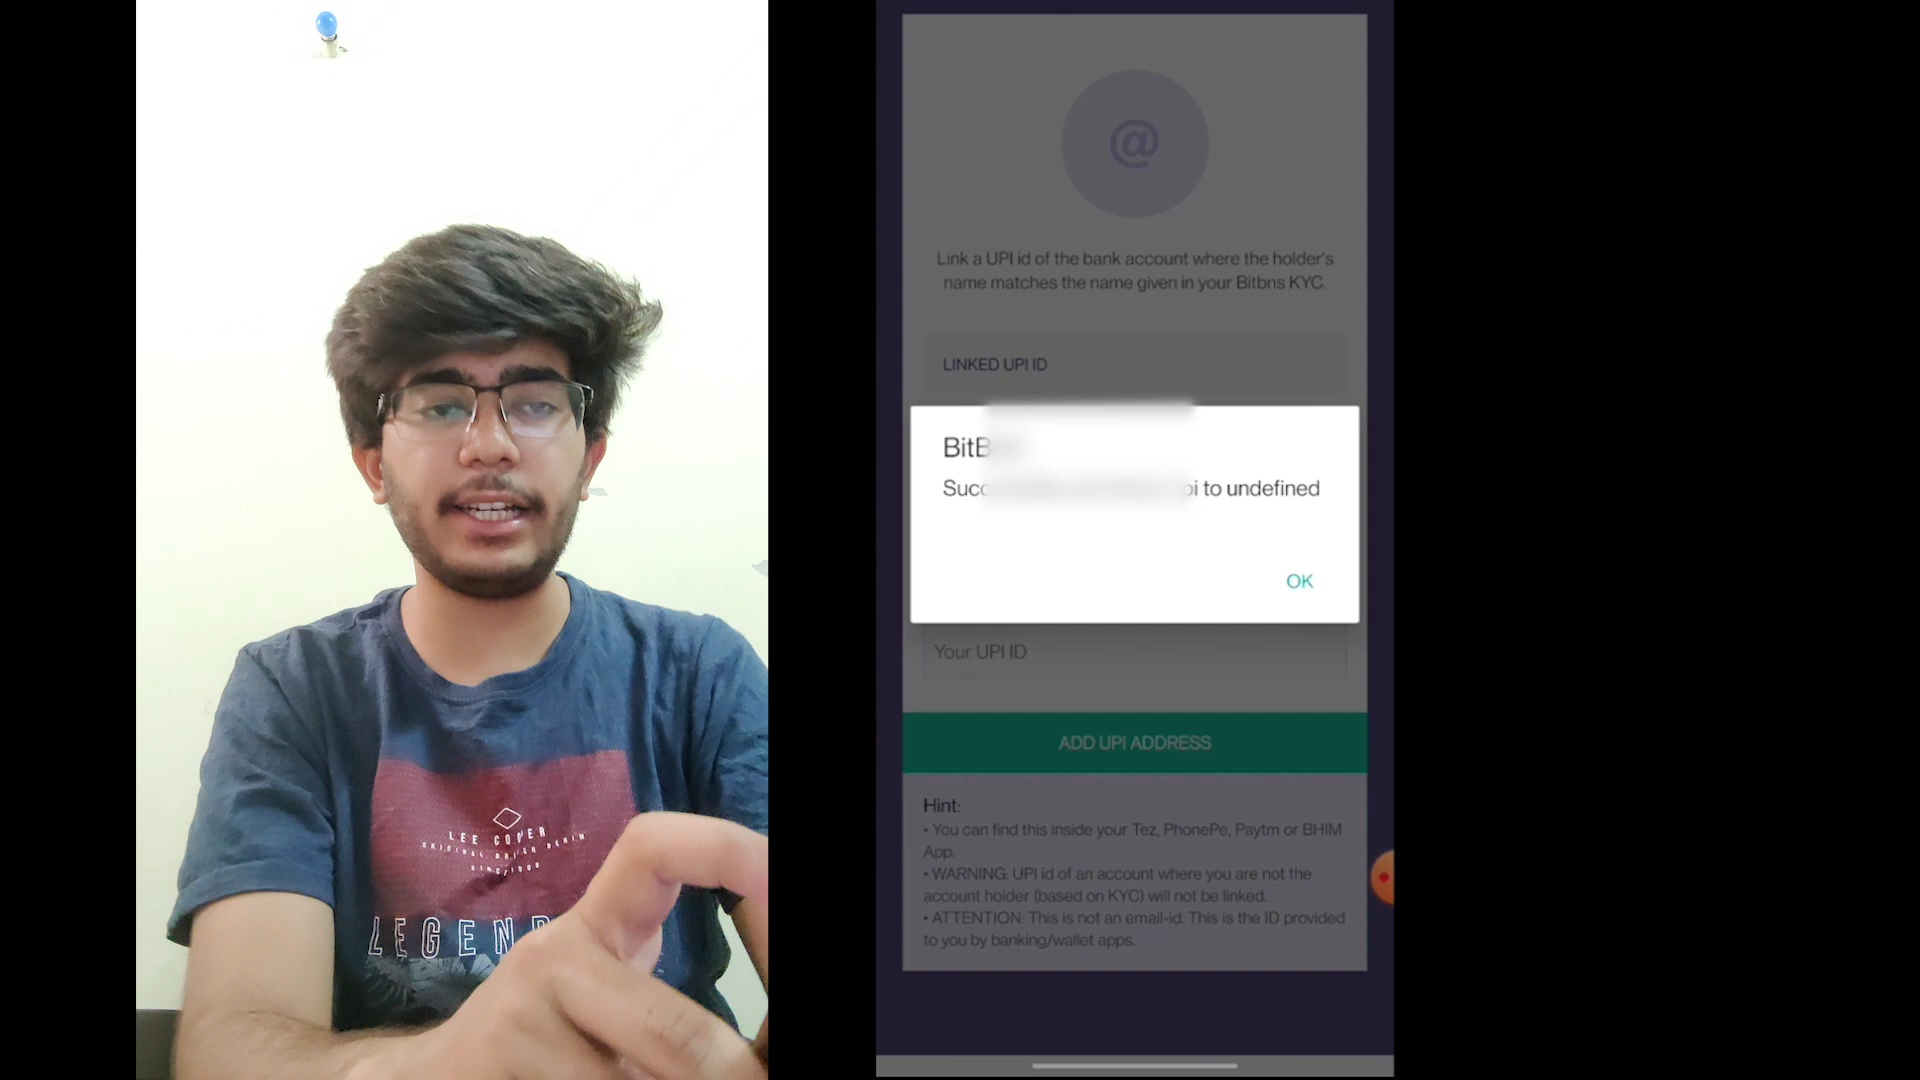 LEE COPER
ORIGINAL ROUGH DENIM
LEGEND
@
Link a UPI id of the bank account where the holder's
name matches the name given in your Bitbns KYC.
LINKED UPI ID
to undefined
OK
Your UPI ID
ADD UPI ADDRESS
Hint:
• You can find this inside your Tez, PhonePe, Paytm or BHIM
App.
• WARNING: UPI id of an account where you are not the
account holder (based on KYC) will not be linked.
• ATTENTION: This is not an email-id. This is the ID provided
to you by banking/wallet apps.